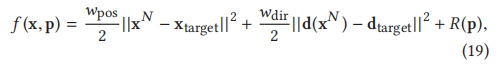 f(x, p) = w_pos/2 ||x^N − x_target||² + w_dir/2 ||d(x^N) − d_target||² + R(p),
(19)